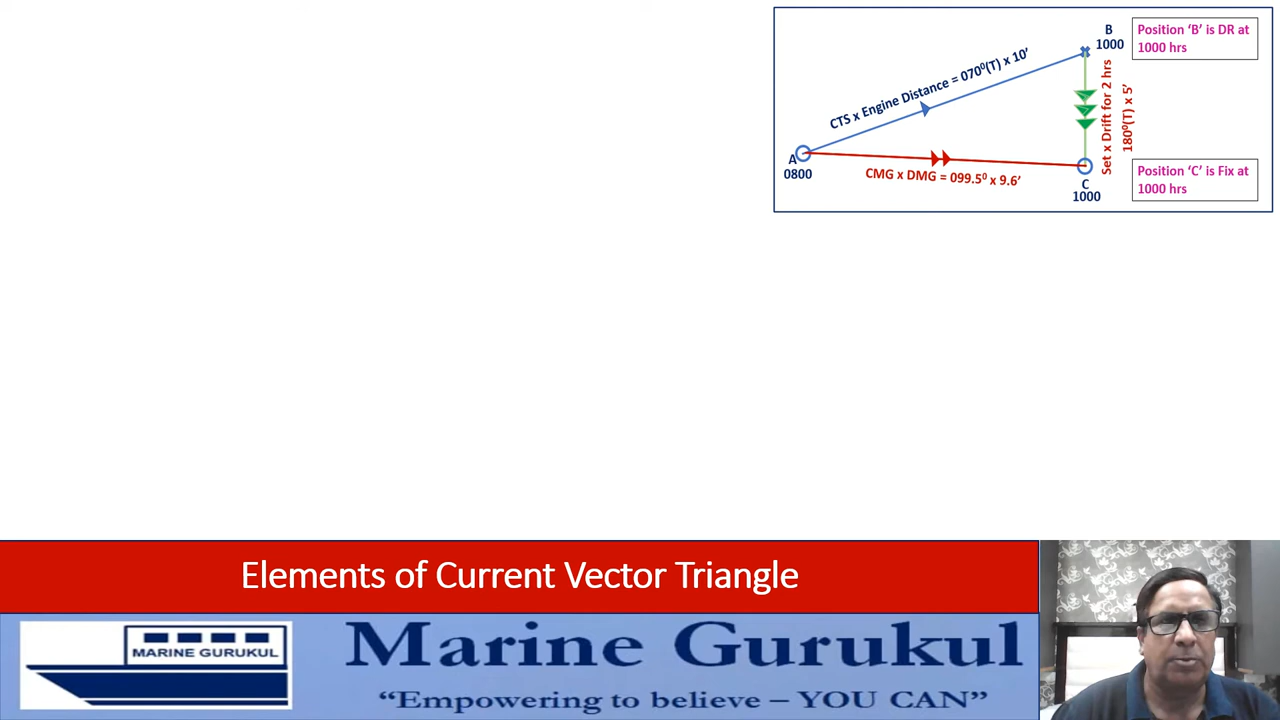 B
1000
Position ‘B’ is DR at
1000 hrs
CTS x Engine Distance = 070⁰(T) x 10’
Set x Drift for 2 hrs
180⁰(T) x 5’
A
0800
CMG x DMG = 099.5⁰ x 9.6’
C
1000
Position ‘C’ is Fix at
1000 hrs
Elements of Current Vector Triangle
MARINE GURUKUL
Marine Gurukul
“Empowering to believe – YOU CAN”